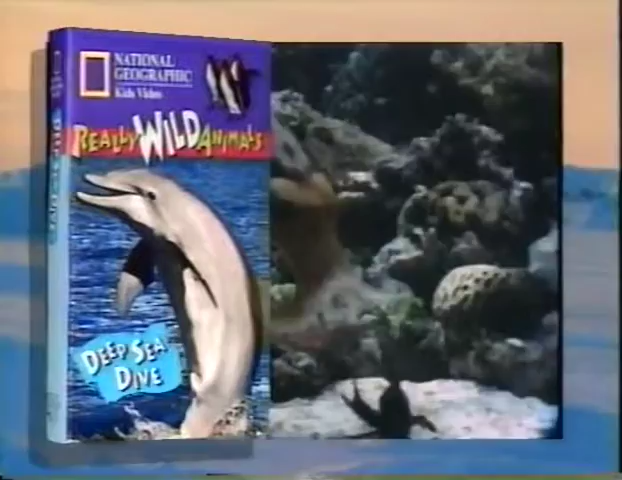 NATIONAL
GEOGRAPHIC
Kids Video
REALLY WILD ANIMALS
DEEP SEA
DIVE